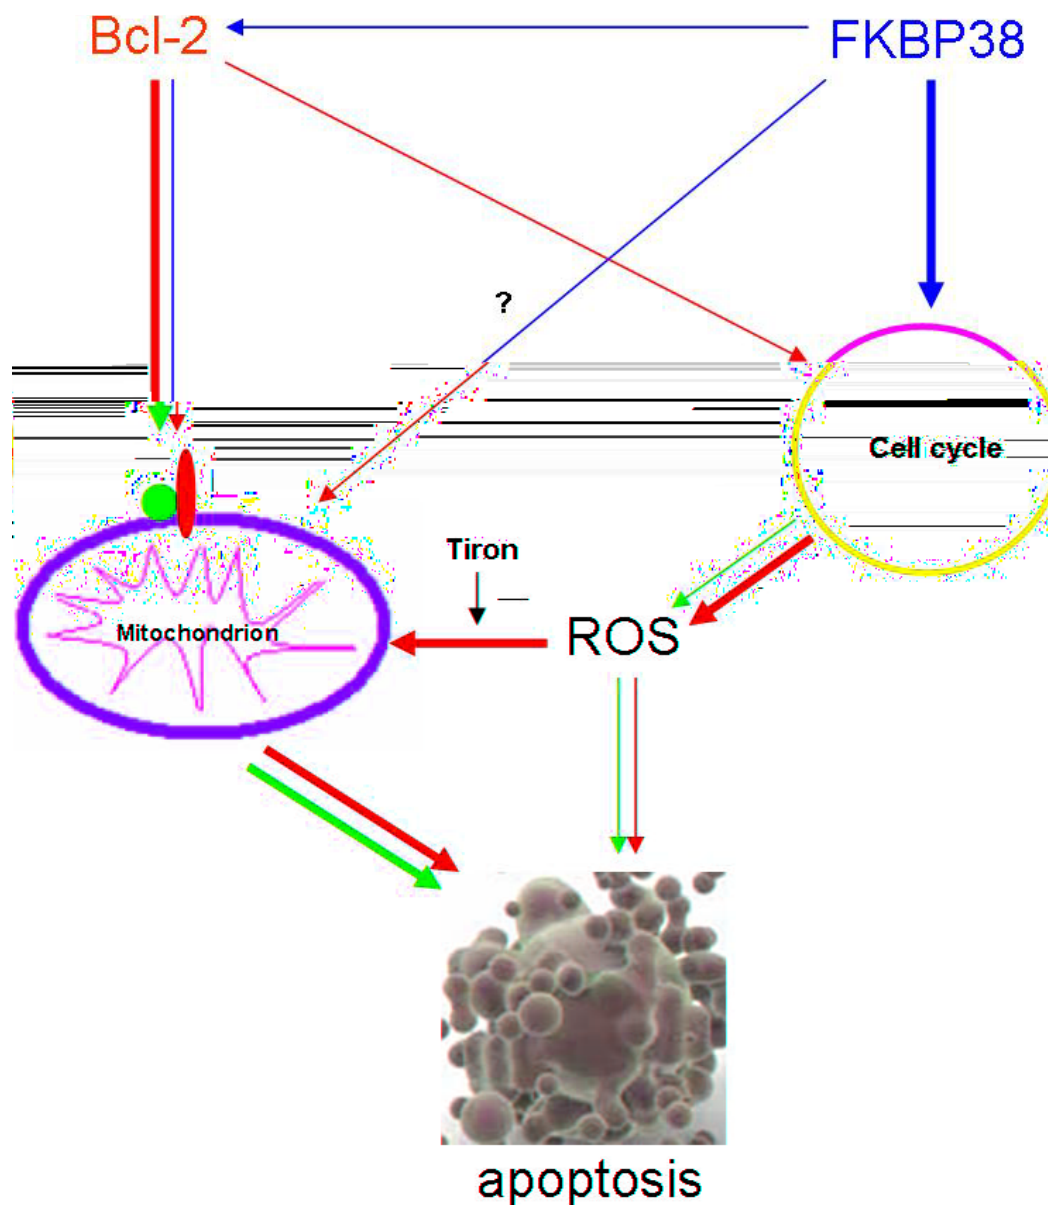 Bcl-2
FKBP38
?
Cell cycle
Tiron
Mitochondrion
ROS
apoptosis